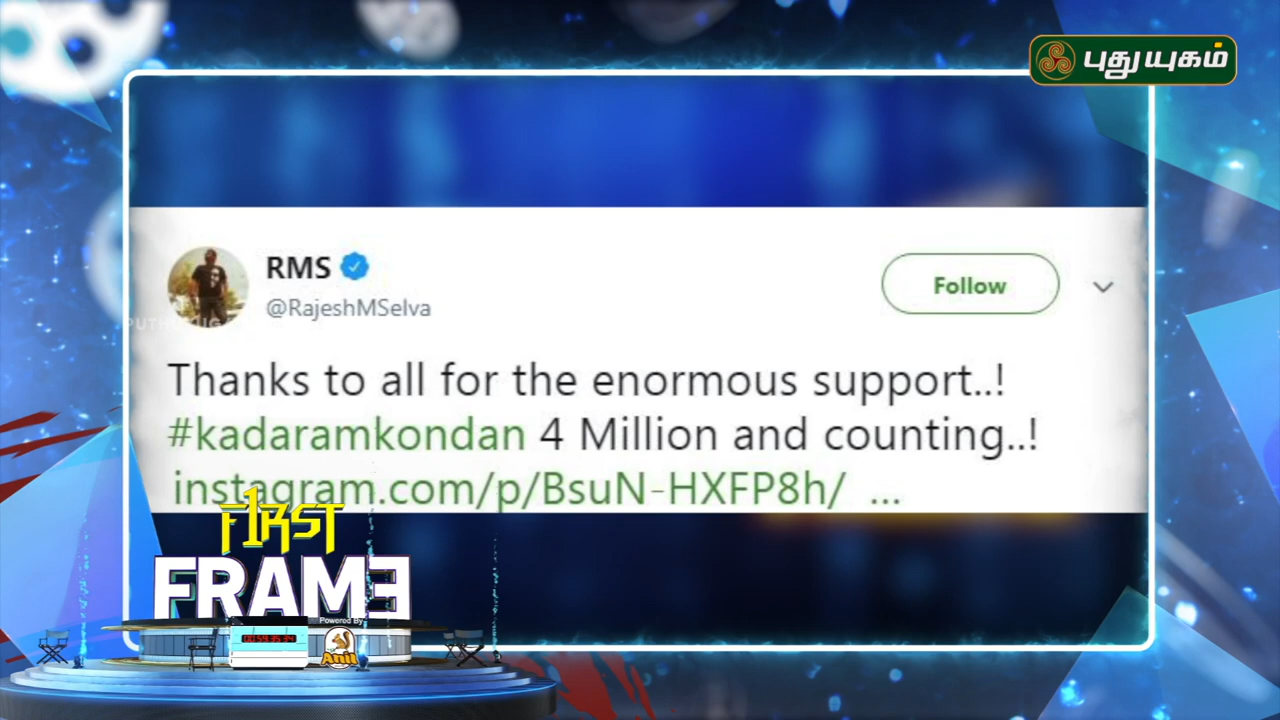 புதுயுகம்
RMS
@RajeshMSelva
Follow
Thanks to all for the enormous support..!
#kadaramkondan 4 Million and counting..!
instagram.com/p/BsuN-HXFP8h/ ...
F1RST
FRAME
Powered By
Anil